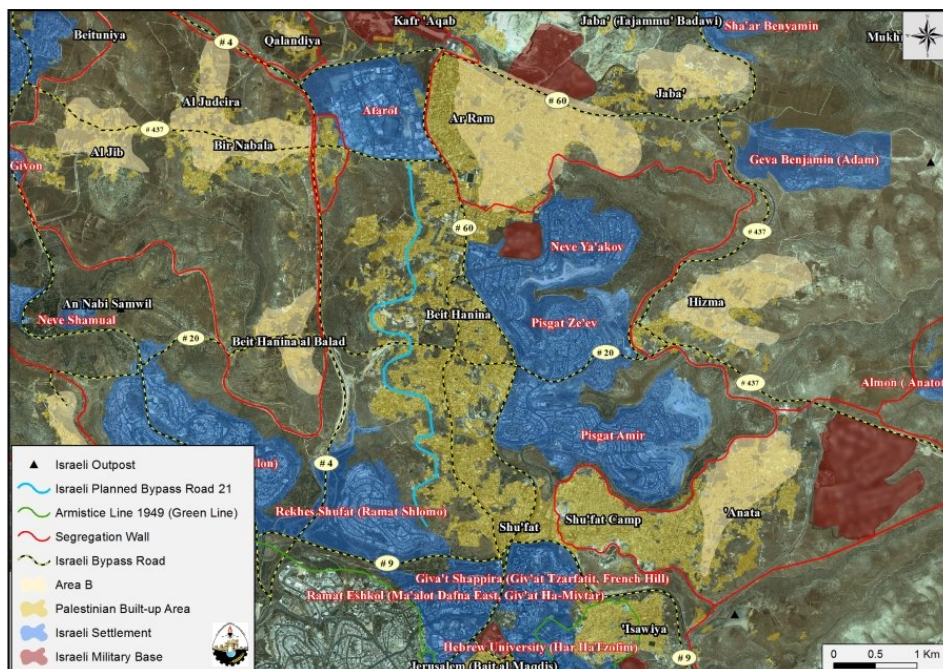 Kafr 'Aqab
Jaba' (Tajammu' Badawi)
Beituniya
# 4
Qalandiya
Sha'ar Benyamin
Al Judeira
Atarot
# 60
Jaba'
Ar Ram
# 437
Bir Nabala
Al Jib
Givon
Geva Benjamin (Adam)
# 60
Neve Ya'akov
# 437
An Nabi Samwil
Hizma
Neve Shamual
Beit Hanina
Pisgat Ze'ev
# 20
Beit Hanina al Balad
# 20
# 437
Almon ( Anatot
Pisgat Amir
# 4
'Anata
Rekhes Shufat (Ramat Shlomo)
Shu'fat
Shu'fat Camp
# 9
Giva't Shappira (Giv'at Tzarfatit, French Hill)
Ramat Eshkol (Ma'alot Dafna East, Giv'at Ha-Mivtar)
'Isawiya
Hebrew University (Har HaTzofim)
# 9
Jerusalem (Bait al Maqdis)
Israeli Outpost
Israeli Planned Bypass Road 21
Armistice Line 1949 (Green Line)
Segregation Wall
Israeli Bypass Road
Area B
Palestinian Built-up Area
Israeli Settlement
Israeli Military Base
0 0.5 1 Km